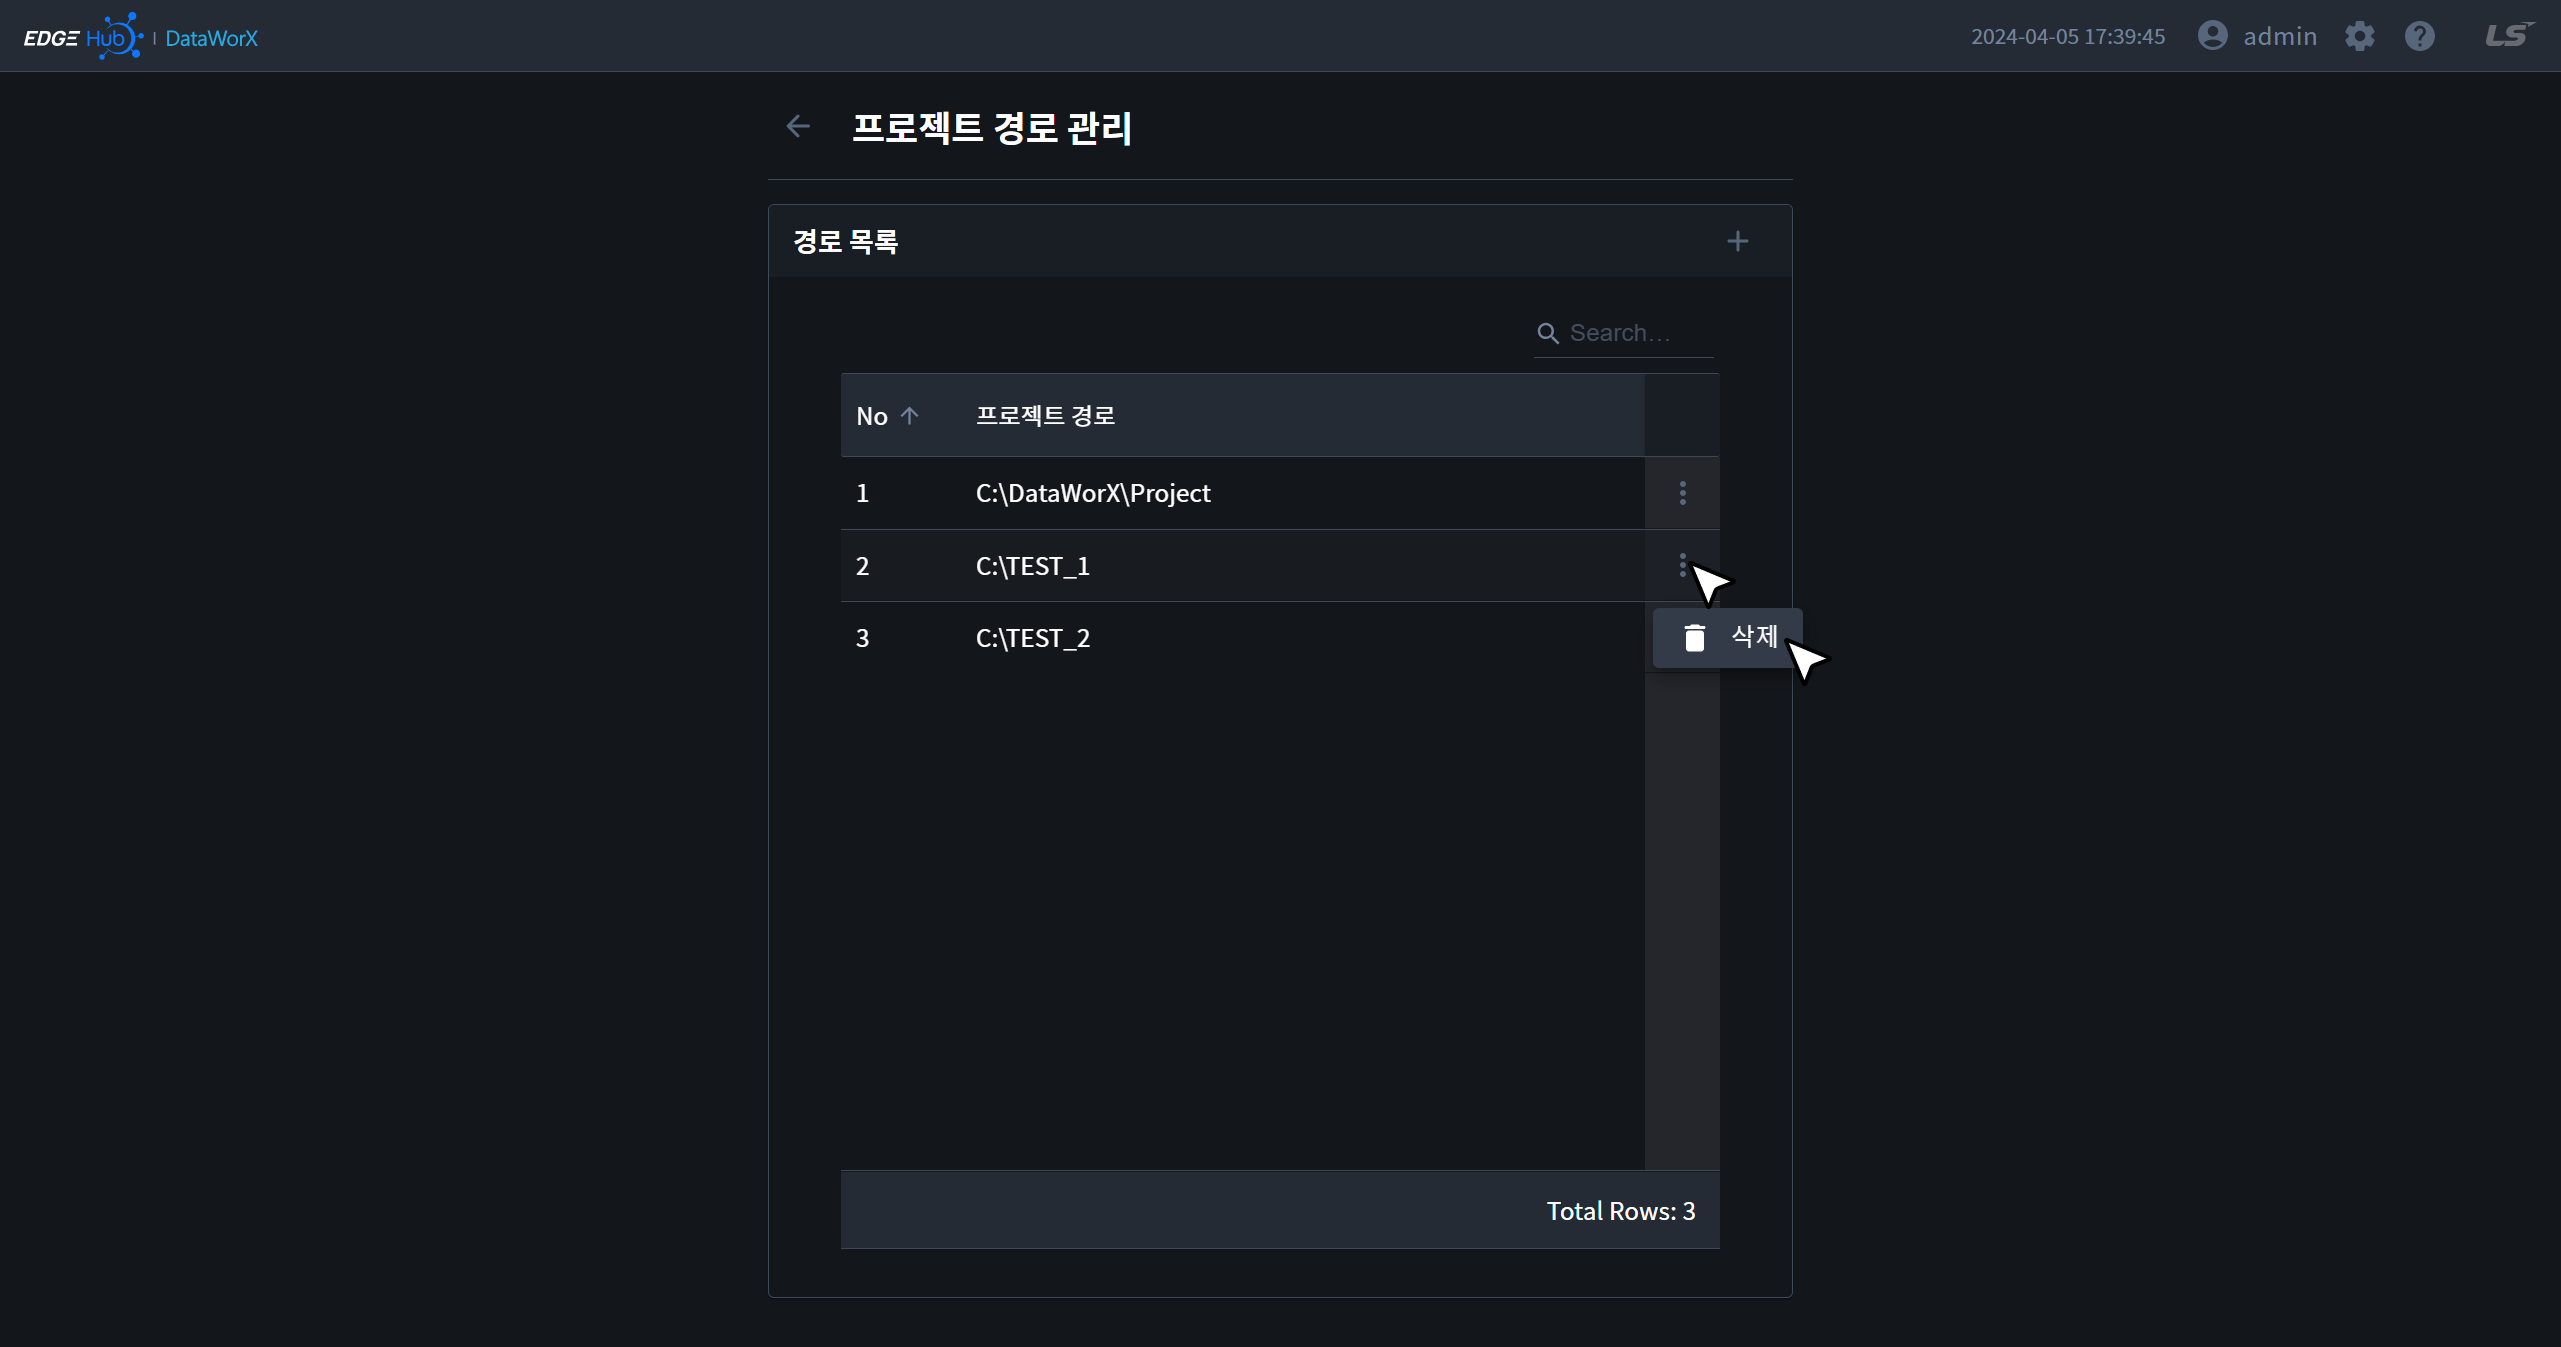 EDGE Hub | DataWorX 2024-04-05 17:39:45 admin ? LS
프로젝트 경로 관리
경로 목록 +
Search…
No 프로젝트 경로
1 C:\DataWorX\Project
2 C:\TEST_1
3 C:\TEST_2 삭제
Total Rows: 3